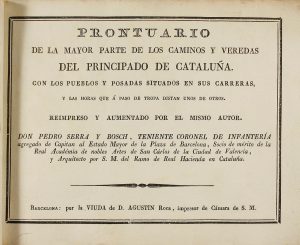 PRONTUARIO
DE LA MAYOR PARTE DE LOS CAMINOS Y VEREDAS
DEL PRINCIPADO DE CATALUÑA.
CON LOS PUEBLOS Y POSADAS SITUADOS EN SUS CARRERAS,
Y LAS HORAS QUE Á PASO DE TROPA DISTAN UNOS DE OTROS.
REIMPRESO Y AUMENTADO POR EL MISMO AUTOR.
DON PEDRO SERRA Y BOSCH, TENIENTE CORONEL DE INFANTERÍA
agregado de Capitan al Estado Mayor de la Plaza de Barcelona, Socio de mérito de la
Real Académia de nobles Artes de San Cárlos de la Ciudad de Valencia,
y Arquitecto por S. M. del Ramo de Real Hacienda en Cataluña.
BARCELONA: por la VIUDA DE D. AGUSTIN ROCA, impresor de Cámara de S. M.